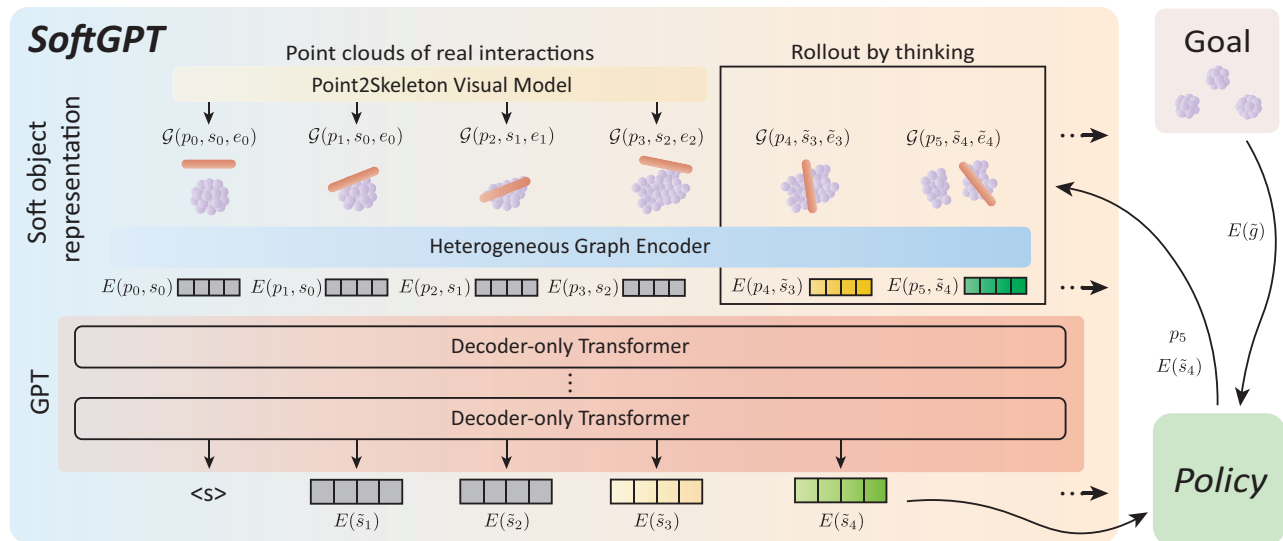 SoftGPT
Point clouds of real interactions
Rollout by thinking
Goal
Point2Skeleton Visual Model
Soft object
representation
𝒢(p₀, s₀, e₀)
𝒢(p₁, s₀, e₀)
𝒢(p₂, s₁, e₁)
𝒢(p₃, s₂, e₂)
𝒢(p₄, s̃₃, ẽ₃)
𝒢(p₅, s̃₄, ẽ₄)
Heterogeneous Graph Encoder
E(g̃)
E(p₀, s₀)
E(p₁, s₀)
E(p₂, s₁)
E(p₃, s₂)
E(p₄, s̃₃)
E(p₅, s̃₄)
GPT
Decoder-only Transformer
Decoder-only Transformer
p₅
E(s̃₄)
<s>
E(s̃₁)
E(s̃₂)
E(s̃₃)
E(s̃₄)
Policy